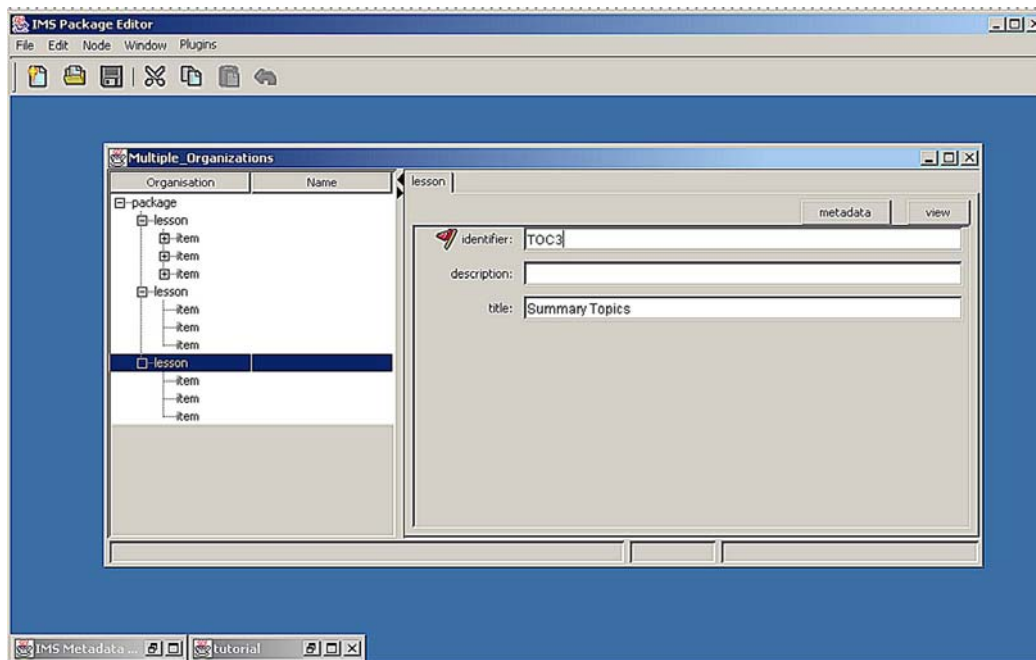 IMS Package Editor
File Edit Node Window Plugins
Multiple_Organizations
Organisation Name
package
lesson
item
item
item
lesson
item
item
item
lesson
item
item
item
lesson
metadata view
identifier: TOC3
description:
title: Summary Topics
IMS Metadata ... tutorial